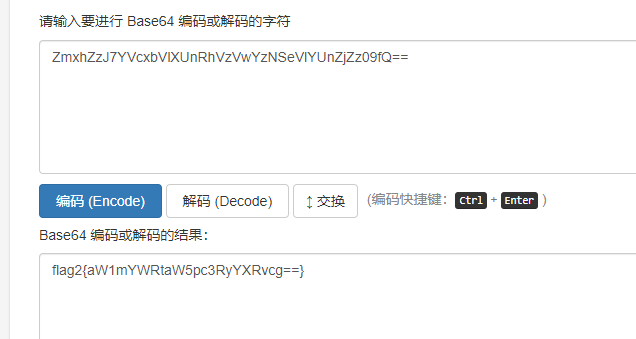 请输入要进行 Base64 编码或解码的字符
ZmxhZzJ7YVcxbVlXUnRhVzVwYzNSeVlYUnZjZz09fQ==
编码 (Encode) 解码 (Decode) ↕ 交换 (编码快捷键: Ctrl + Enter )
Base64 编码或解码的结果:
flag2{aW1mYWRtaW5pc3RyYXRvcg==}